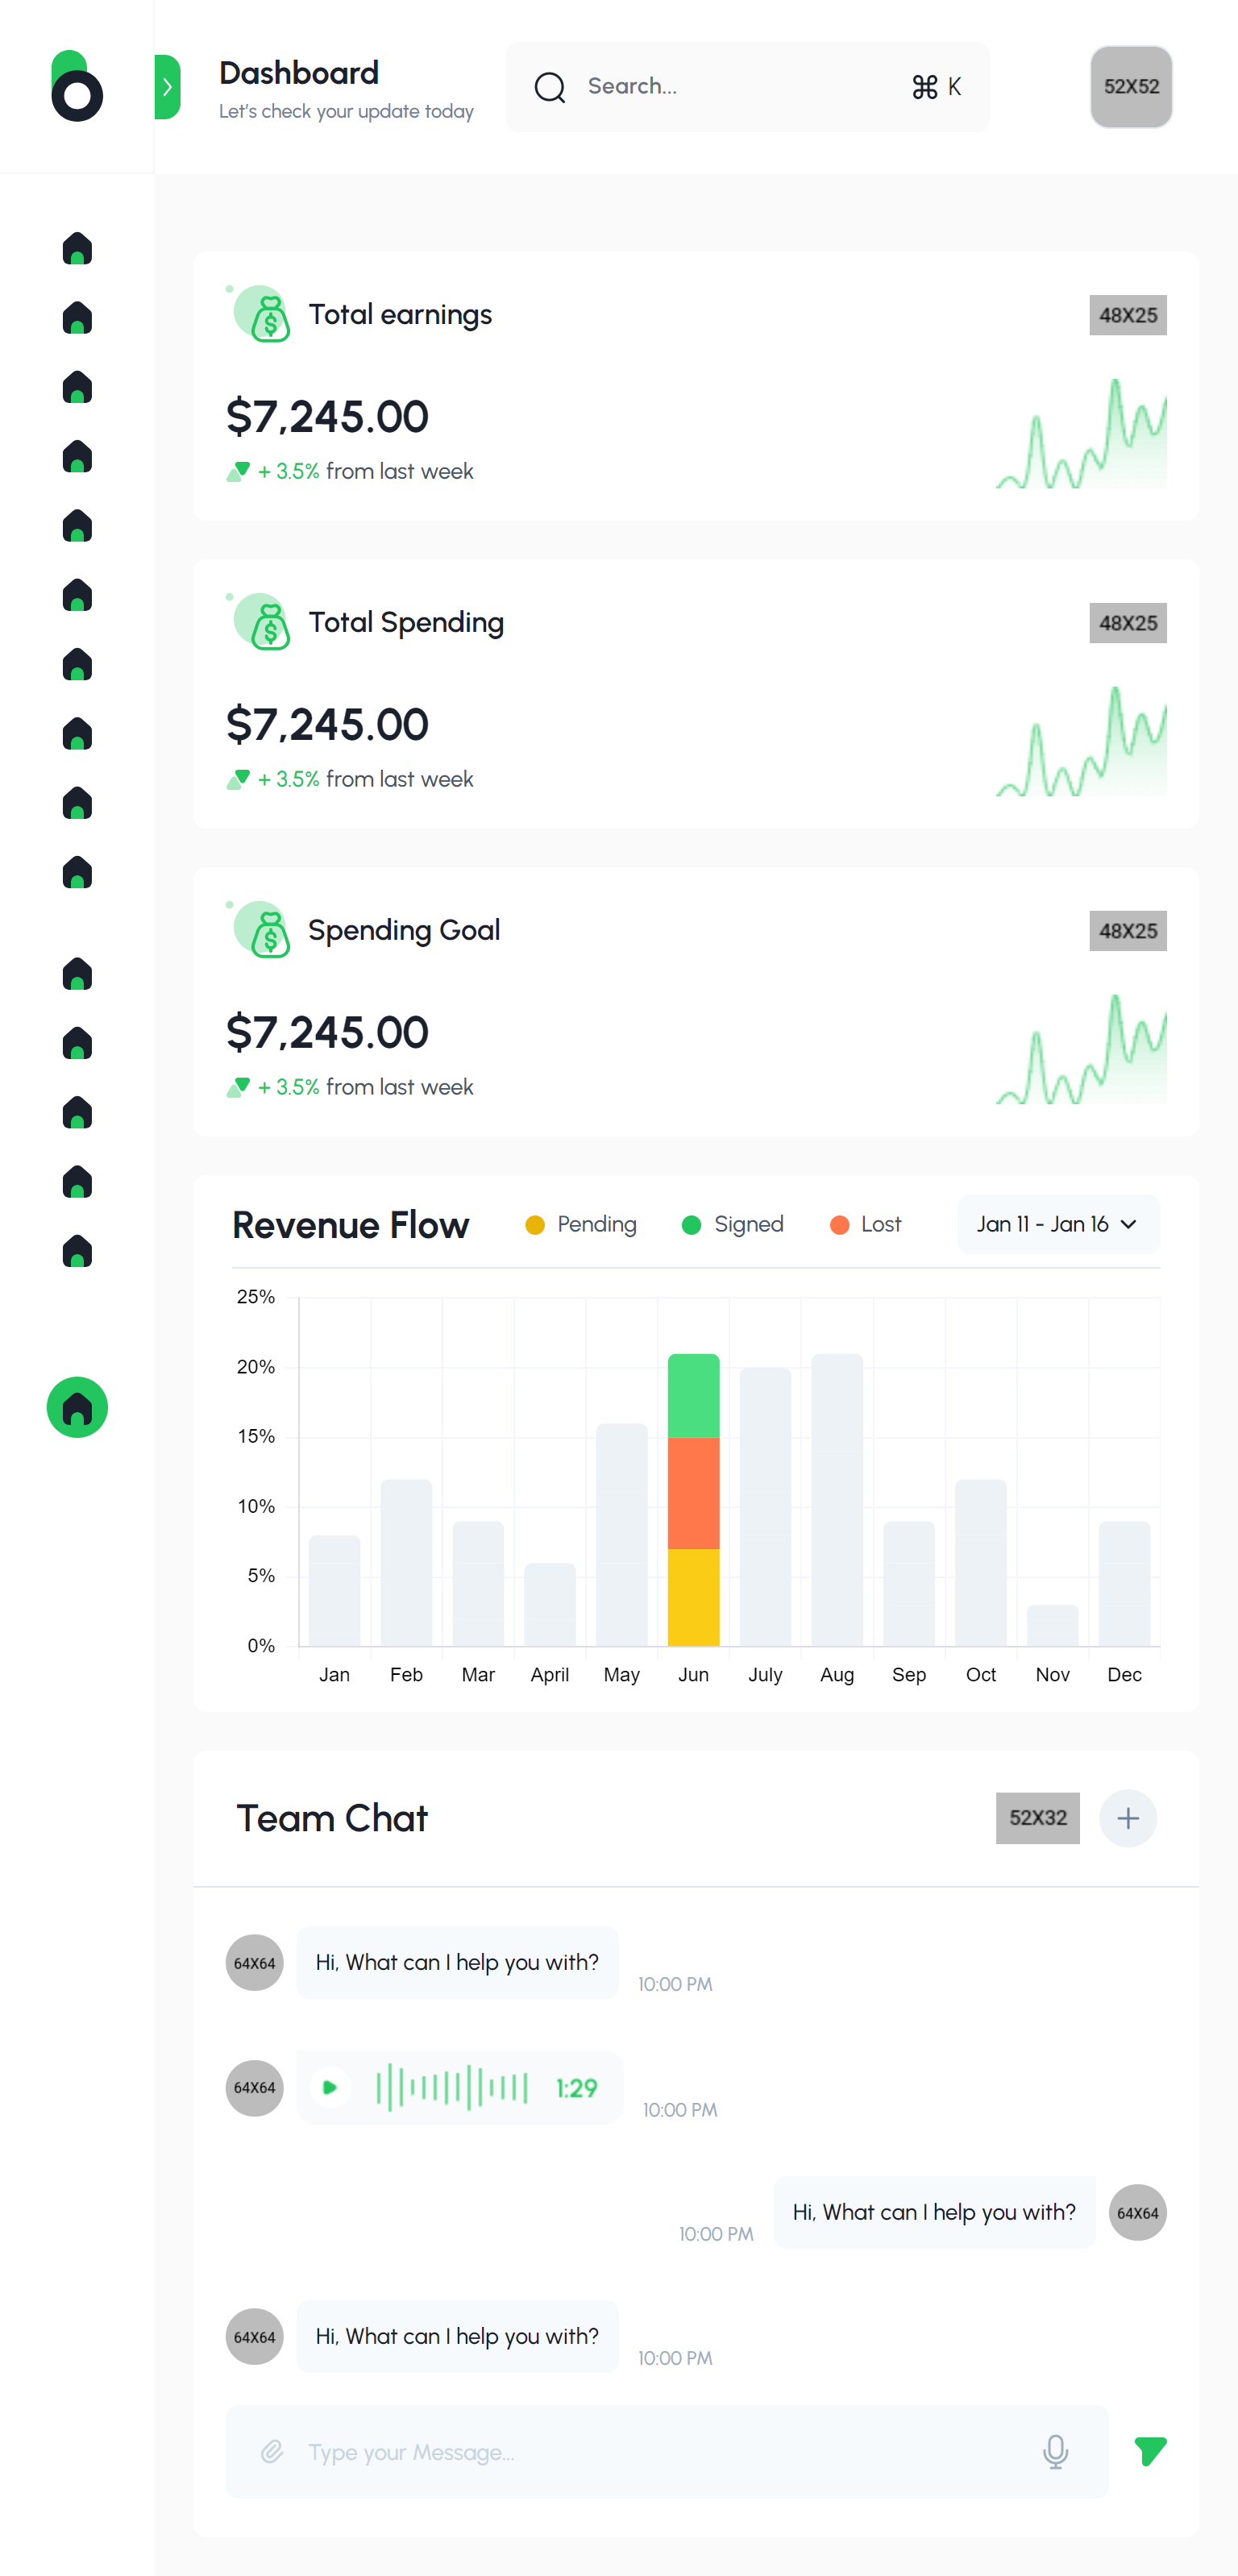 Dashboard
Let's check your update today
Search...
⌘ K
52X52
Total earnings
48X25
$7,245.00
+ 3.5% from last week
Total Spending
48X25
$7,245.00
+ 3.5% from last week
Spending Goal
48X25
$7,245.00
+ 3.5% from last week
Revenue Flow
Pending
Signed
Lost
Jan 11 - Jan 16
25%
20%
15%
10%
5%
0%
Jan Feb Mar April May Jun July Aug Sep Oct Nov Dec
Team Chat
52X32
64X64
Hi, What can I help you with?
10:00 PM
64X64
1:29
10:00 PM
10:00 PM
Hi, What can I help you with?
64X64
64X64
Hi, What can I help you with?
10:00 PM
Type your Message...